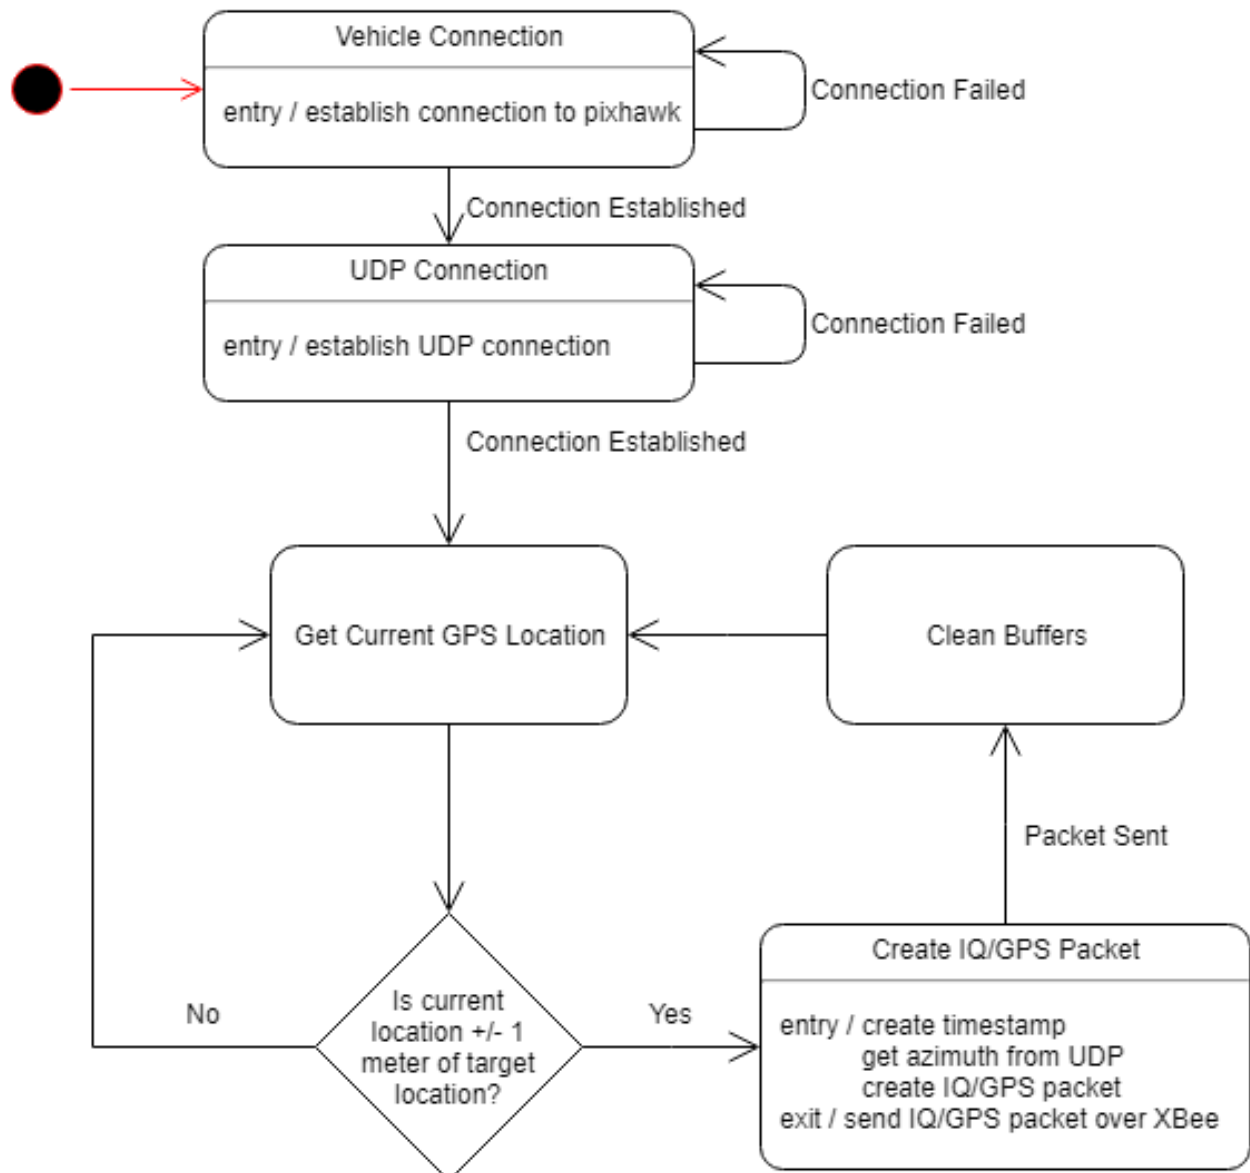 Vehicle Connection
entry / establish connection to pixhawk
Connection Failed
Connection Established
UDP Connection
entry / establish UDP connection
Connection Failed
Connection Established
Get Current GPS Location
Clean Buffers
Packet Sent
Is current
location +/- 1
meter of target
location?
No
Yes
Create IQ/GPS Packet
entry / create timestamp
get azimuth from UDP
create IQ/GPS packet
exit / send IQ/GPS packet over XBee